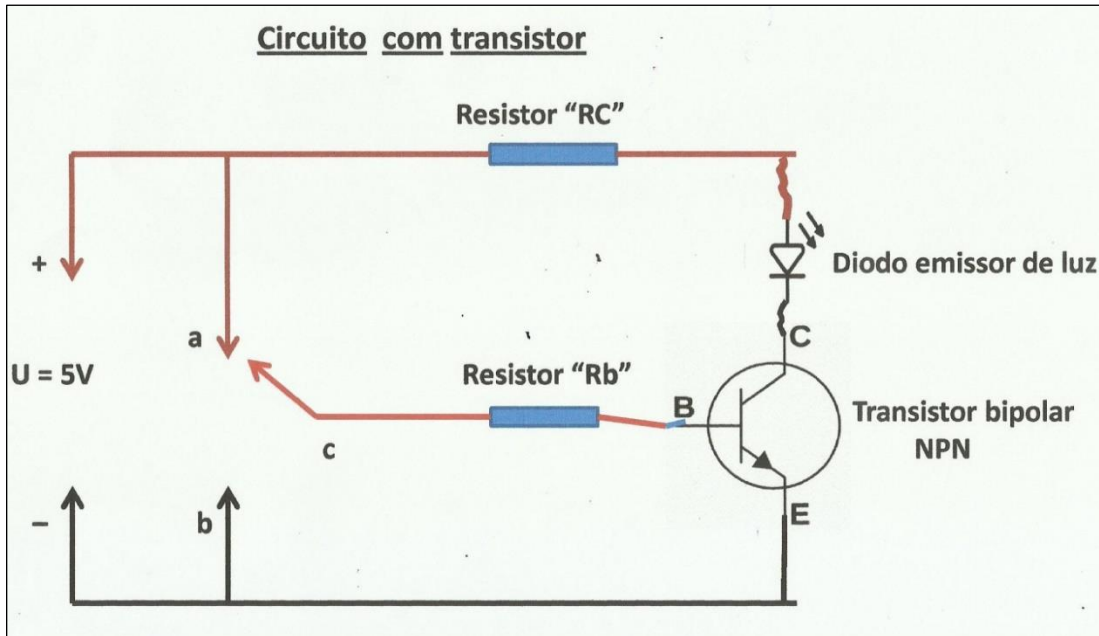 Circuito com transistor
Resistor “RC”
+
Diodo emissor de luz
a
C
U = 5V
Resistor “Rb”
B
Transistor bipolar
NPN
c
–
b
E